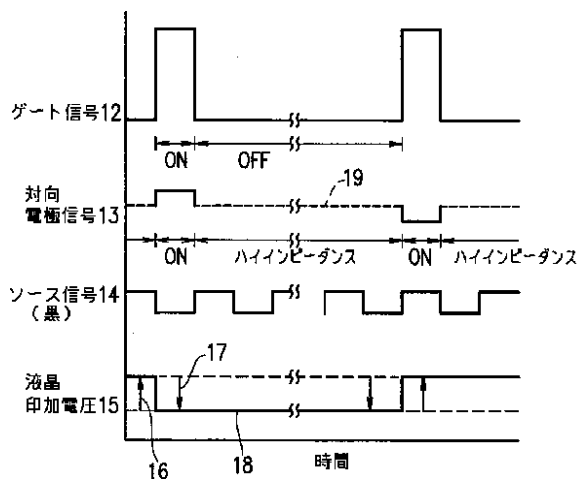 ゲート信号12
ON
OFF
対向
電極信号13
19
ON
ハイインピーダンス
ON
ハイインピーダンス
ソース信号14
(黒)
17
液晶
印加電圧15
16
18
時間